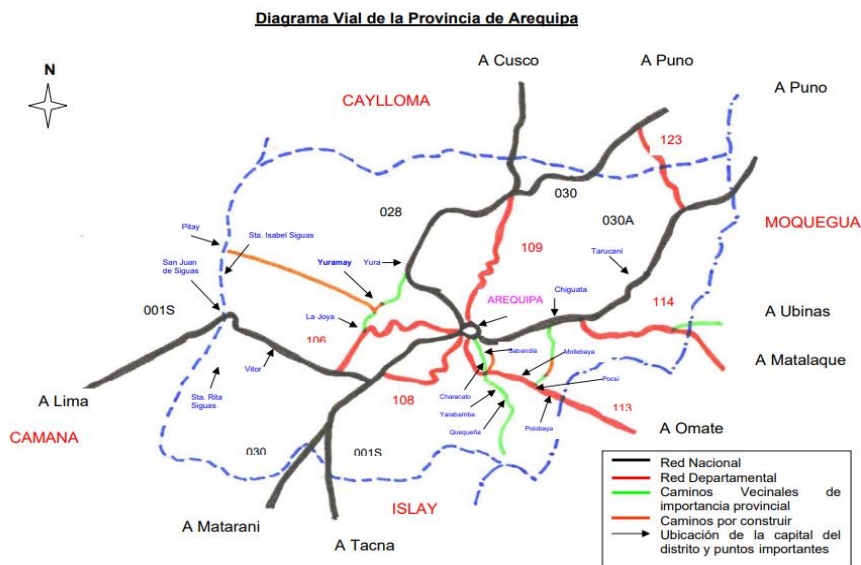 Diagrama Vial de la Provincia de Arequipa
A Cusco
A Puno
A Puno
N
CAYLLOMA
123
030
028
030A
MOQUEGUA
Pitay
Sta. Isabel Siguas
Yuramay
Yura
109
Tarucani
San Juan
de Siguas
001S
La Joya
AREQUIPA
Chiguata
114
A Ubinas
106
Sabandia
Mollebaya
A Matalaque
Vitor
Characato
Pocsi
A Lima
Sta. Rita
Siguas
108
Yarabamba
Polobaya
113
Quequeña
A Omate
CAMANA
030
001S
ISLAY
A Matarani
A Tacna
Red Nacional
Red Departamental
Caminos Vecinales de
importancia provincial
Caminos por construir
Ubicación de la capital del
distrito y puntos importantes